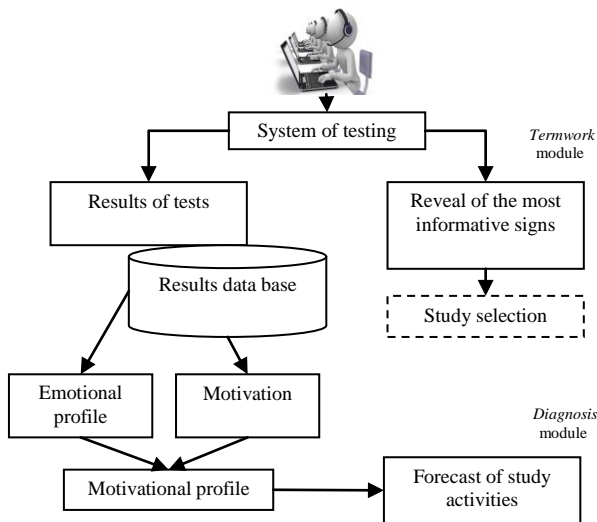 System of testing
Termwork
module
Results of tests
Reveal of the most
informative signs
Results data base
Study selection
Emotional
profile
Motivation
Diagnosis
module
Motivational profile
Forecast of study
activities